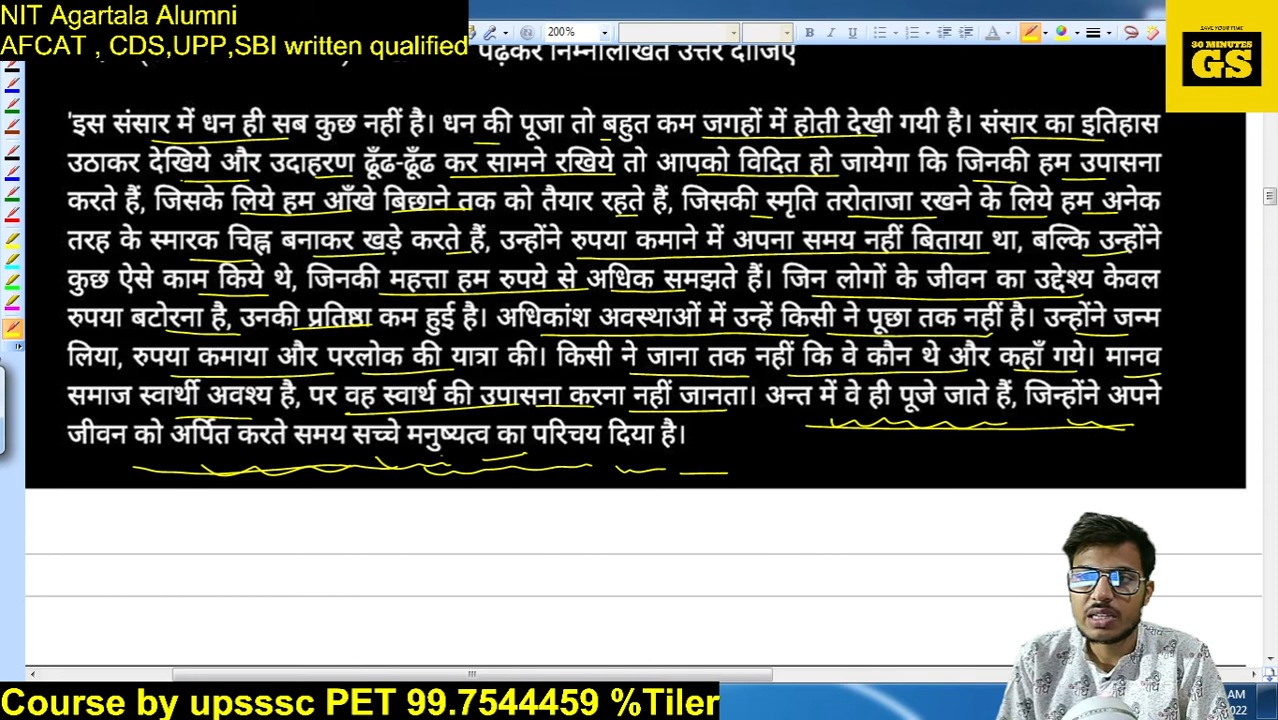 NIT Agartala Alumni
AFCAT , CDS,UPP,SBI written qualified
200%
B I U
SAVE YOUR TIME
30 MINUTES
GS
पढ़कर निम्नलिखित उत्तर दीजिए
'इस संसार में धन ही सब कुछ नहीं है। धन की पूजा तो बहुत कम जगहों में होती देखी गयी है। संसार का इतिहास
उठाकर देखिये और उदाहरण ढूँढ-ढूँढ कर सामने रखिये तो आपको विदित हो जायेगा कि जिनकी हम उपासना
करते हैं, जिसके लिये हम आँखे बिछाने तक को तैयार रहते हैं, जिसकी स्मृति तरोताजा रखने के लिये हम अनेक
तरह के स्मारक चिह्न बनाकर खड़े करते हैं, उन्होंने रुपया कमाने में अपना समय नहीं बिताया था, बल्कि उन्होंने
कुछ ऐसे काम किये थे, जिनकी महत्ता हम रुपये से अधिक समझते हैं। जिन लोगों के जीवन का उद्देश्य केवल
रुपया बटोरना है, उनकी प्रतिष्ठा कम हुई है। अधिकांश अवस्थाओं में उन्हें किसी ने पूछा तक नहीं है। उन्होंने जन्म
लिया, रुपया कमाया और परलोक की यात्रा की। किसी ने जाना तक नहीं कि वे कौन थे और कहाँ गये। मानव
समाज स्वार्थी अवश्य है, पर वह स्वार्थ की उपासना करना नहीं जानता। अन्त में वे ही पूजे जाते हैं, जिन्होंने अपने
जीवन को अर्पित करते समय सच्चे मनुष्यत्व का परिचय दिया है।
AM
2022
Course by upsssc PET 99.7544459 %Tiler